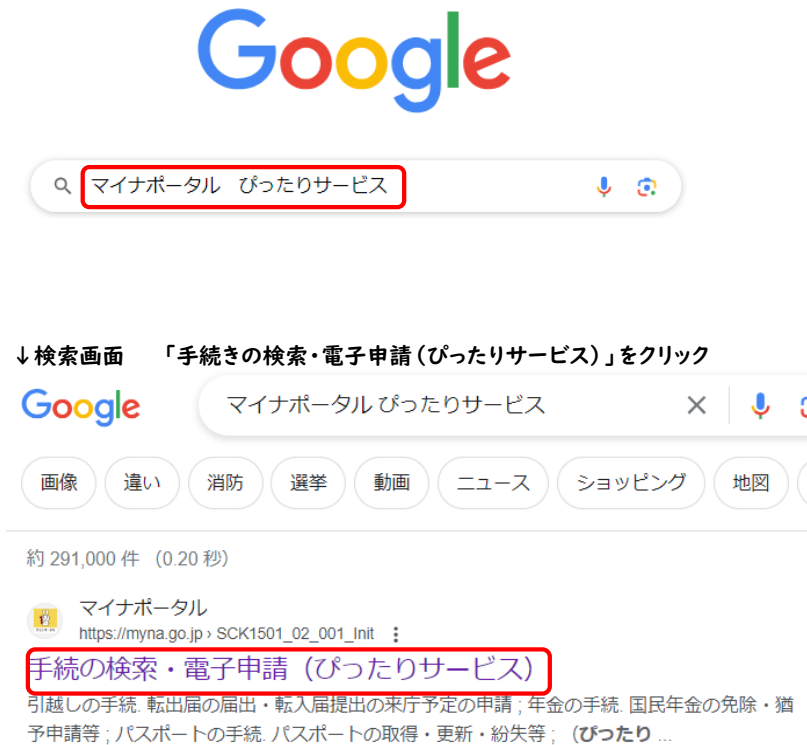 Google
マイナポータル　ぴったりサービス
↓検索画面　　「手続きの検索・電子申請(ぴったりサービス)」をクリック
Google マイナポータル ぴったりサービス
画像 違い 消防 選挙 動画 ニュース ショッピング 地図
約 291,000 件 （0.20 秒）
マイナポータル
https://myna.go.jp › SCK1501_02_001_Init
手続の検索・電子申請（ぴったりサービス）
引越しの手続. 転出届の届出・転入届提出の来庁予定の申請 ; 年金の手続. 国民年金の免除・猶
予申請等 ; パスポートの手続. パスポートの取得・更新・紛失等 ; （ぴったり ...